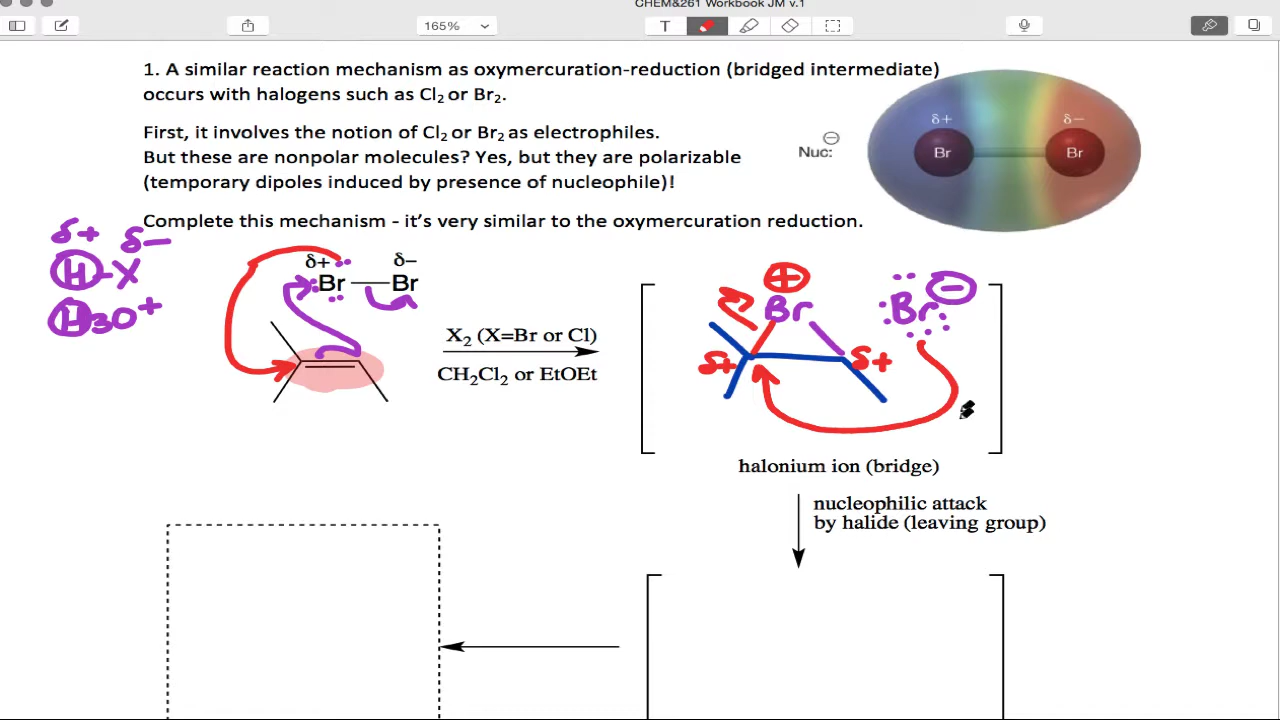 CHEM&261 Workbook JM v.1
165%
T
1. A similar reaction mechanism as oxymercuration-reduction (bridged intermediate)
occurs with halogens such as Cl2 or Br2.
First, it involves the notion of Cl2 or Br2 as electrophiles.
But these are nonpolar molecules? Yes, but they are polarizable
(temporary dipoles induced by presence of nucleophile)!
Nuc: ⊖
δ+ δ−
Br Br
Complete this mechanism - it's very similar to the oxymercuration reduction.
δ+ δ−
H-X
H3O+
δ+ δ−
Br—Br
X2 (X=Br or Cl)
CH2Cl2 or EtOEt
⊕
Br
Br ⊖
δ+ δ+
halonium ion (bridge)
nucleophilic attack
by halide (leaving group)